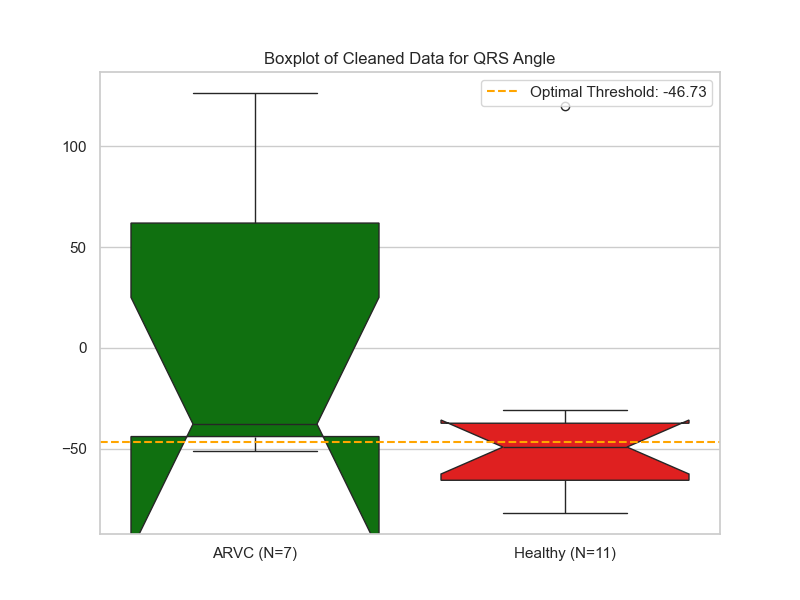 Boxplot of Cleaned Data for QRS Angle
Optimal Threshold: -46.73
100
50
0
−50
ARVC (N=7)
Healthy (N=11)